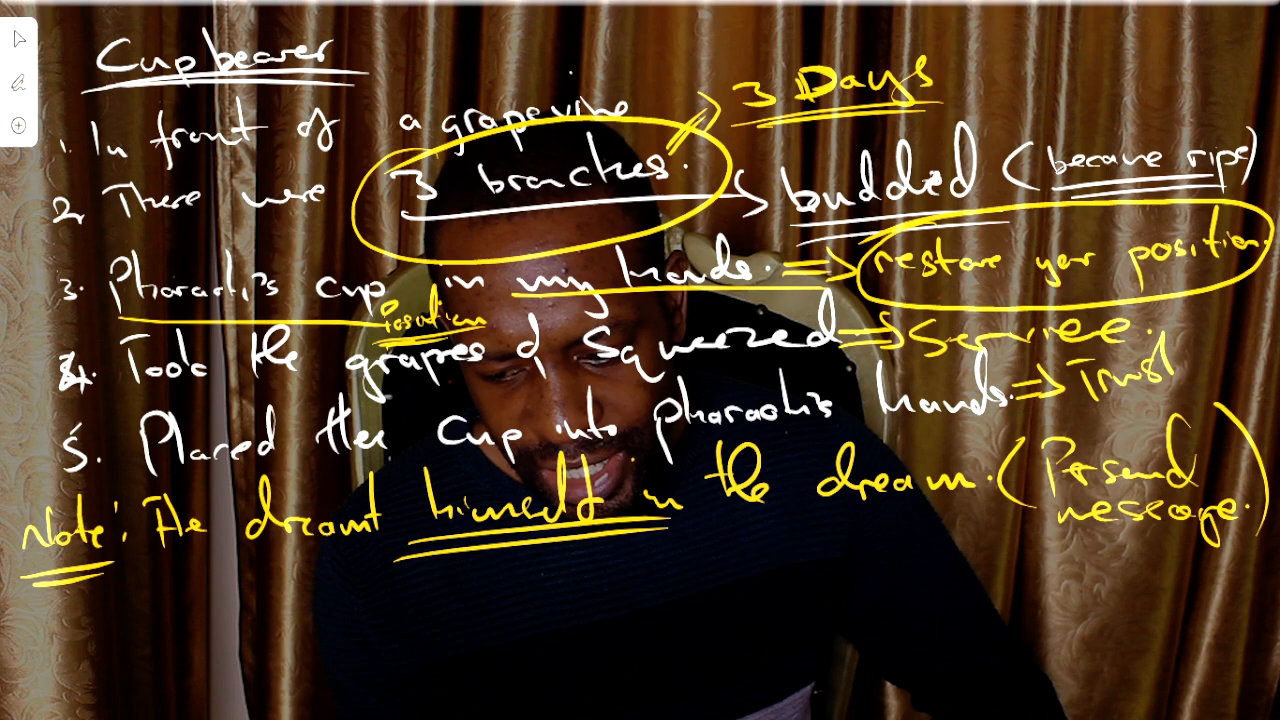 Cupbearer
1. In front of a grapevine
2. There were 3 branches. → budded (became ripe)
⇒ 3 Days
3. Pharaoh's cup in my hands. ⇒ restore your position.
Position
4. Took the grapes & Squeezed ⇒ Service.
5. Placed the cup into pharaoh's hands. ⇒ Trust
Note: He dreamt himself in the dream. (Personal message.)